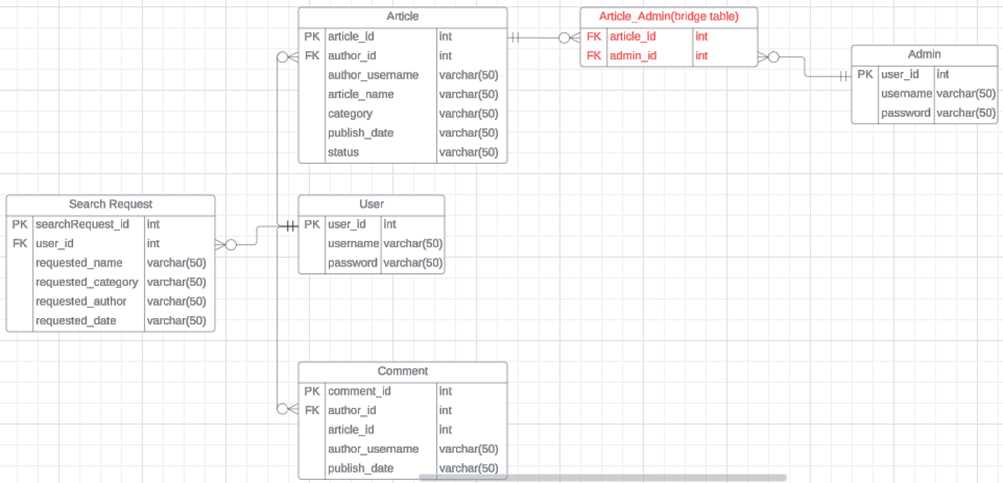 Article
PK article_id int
FK author_id int
author_username varchar(50)
article_name varchar(50)
category varchar(50)
publish_date varchar(50)
status varchar(50)
Article_Admin(bridge table)
FK article_id int
FK admin_id int
Admin
PK user_id int
username varchar(50)
password varchar(50)
Search Request
PK searchRequest_id int
FK user_id int
requested_name varchar(50)
requested_category varchar(50)
requested_author varchar(50)
requested_date varchar(50)
User
PK user_id int
username varchar(50)
password varchar(50)
Comment
PK comment_id int
FK author_id int
article_id int
author_username varchar(50)
publish_date varchar(50)